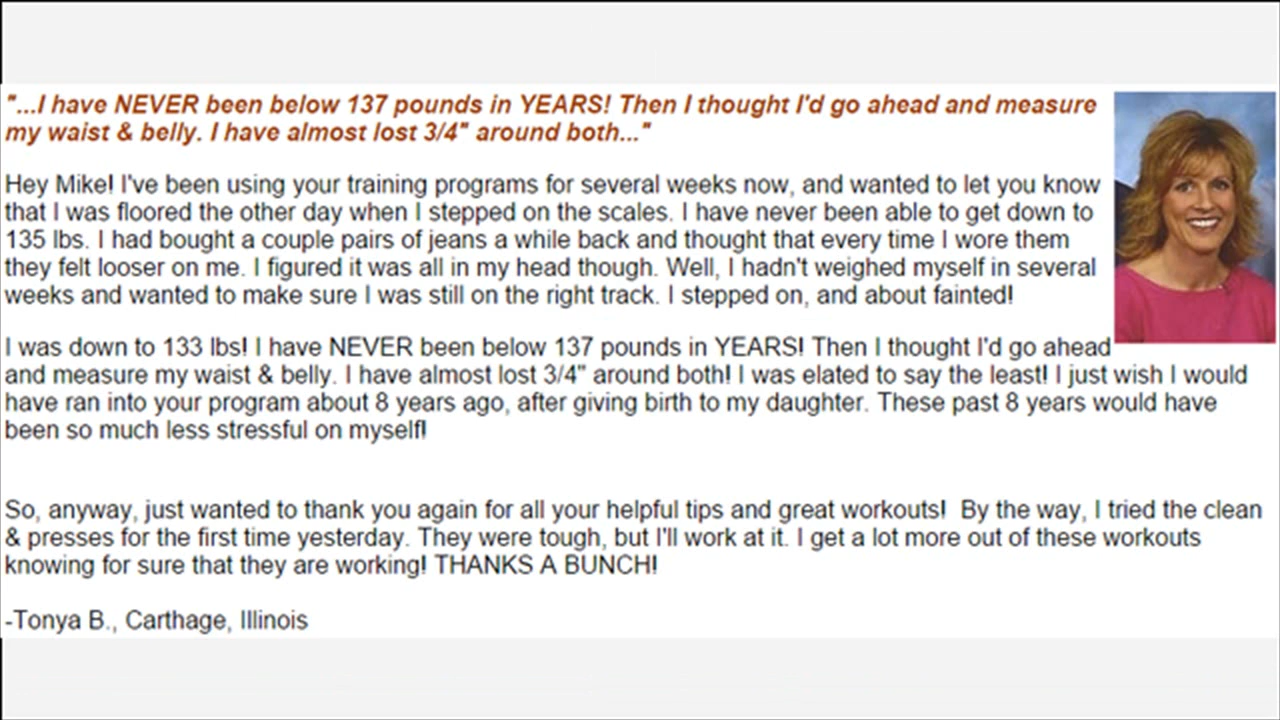 "...I have NEVER been below 137 pounds in YEARS! Then I thought I'd go ahead and measure
my waist & belly. I have almost lost 3/4" around both..."
Hey Mike! I've been using your training programs for several weeks now, and wanted to let you know
that I was floored the other day when I stepped on the scales. I have never been able to get down to
135 lbs. I had bought a couple pairs of jeans a while back and thought that every time I wore them
they felt looser on me. I figured it was all in my head though. Well, I hadn't weighed myself in several
weeks and wanted to make sure I was still on the right track. I stepped on, and about fainted!
I was down to 133 lbs! I have NEVER been below 137 pounds in YEARS! Then I thought I'd go ahead
and measure my waist & belly. I have almost lost 3/4" around both! I was elated to say the least! I just wish I would
have ran into your program about 8 years ago, after giving birth to my daughter. These past 8 years would have
been so much less stressful on myself!
So, anyway, just wanted to thank you again for all your helpful tips and great workouts!  By the way, I tried the clean
& presses for the first time yesterday. They were tough, but I'll work at it. I get a lot more out of these workouts
knowing for sure that they are working! THANKS A BUNCH!
-Tonya B., Carthage, Illinois